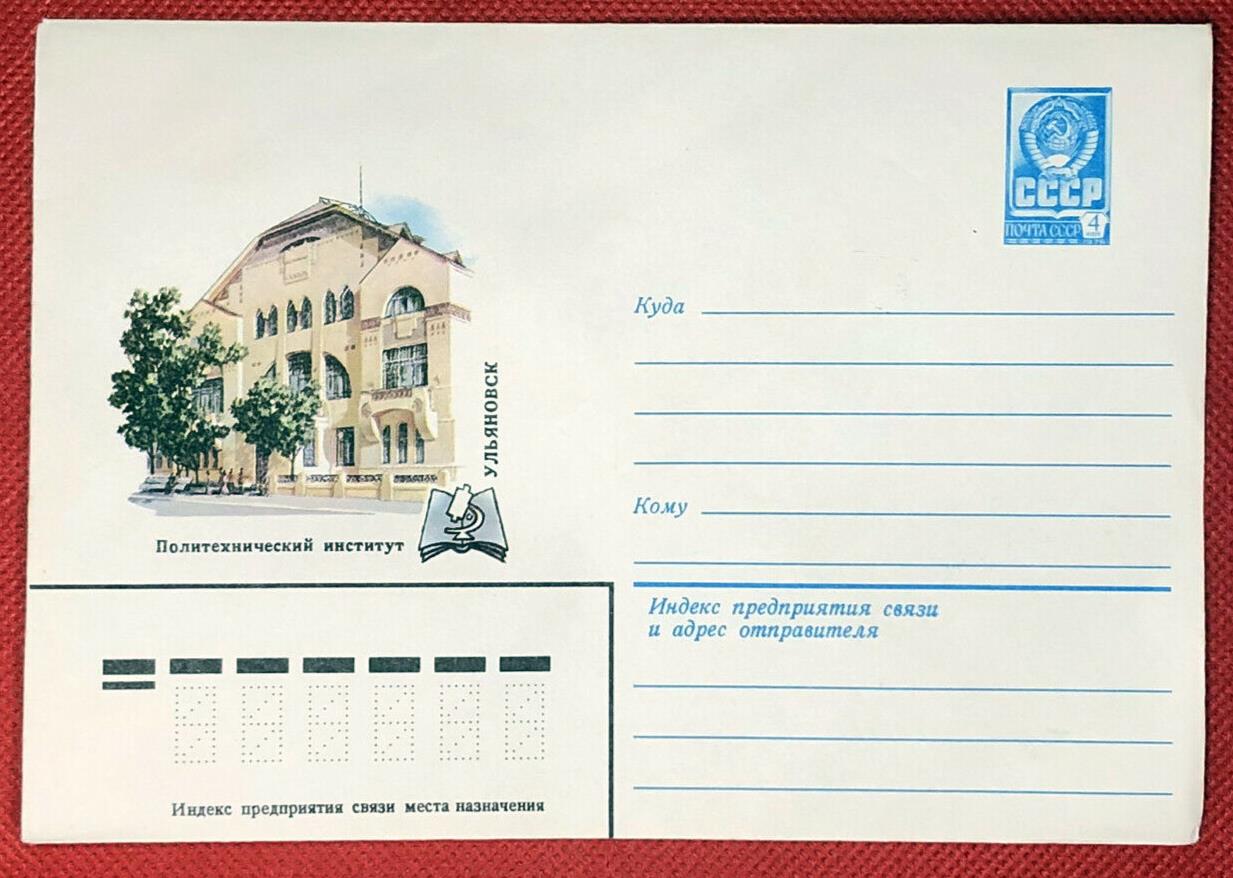 СССР
ПОЧТА СССР
4
Куда
УЛЬЯНОВСК
Кому
Политехнический институт
Индекс предприятия связи
и адрес отправителя
Индекс предприятия связи места назначения